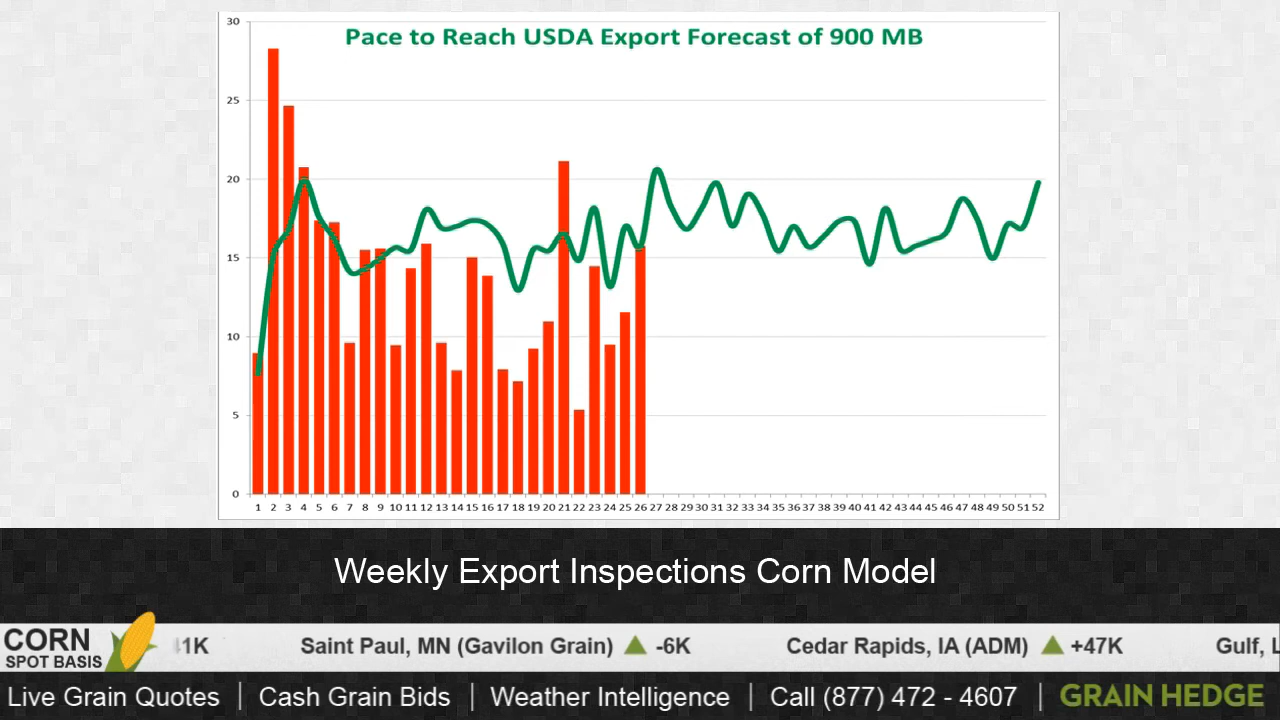 Pace to Reach USDA Export Forecast of 900 MB
30
25
20
15
10
5
0
1 2 3 4 5 6 7 8 9 10 11 12 13 14 15 16 17 18 19 20 21 22 23 24 25 26 27 28 29 30 31 32 33 34 35 36 37 38 39 40 41 42 43 44 45 46 47 48 49 50 51 52
Weekly Export Inspections Corn Model
CORN
SPOT BASIS
1K Saint Paul, MN (Gavilon Grain) ▲ -6K Cedar Rapids, IA (ADM) ▲ +47K Gulf,
Live Grain Quotes | Cash Grain Bids | Weather Intelligence | Call (877) 472 - 4607 | GRAIN HEDGE